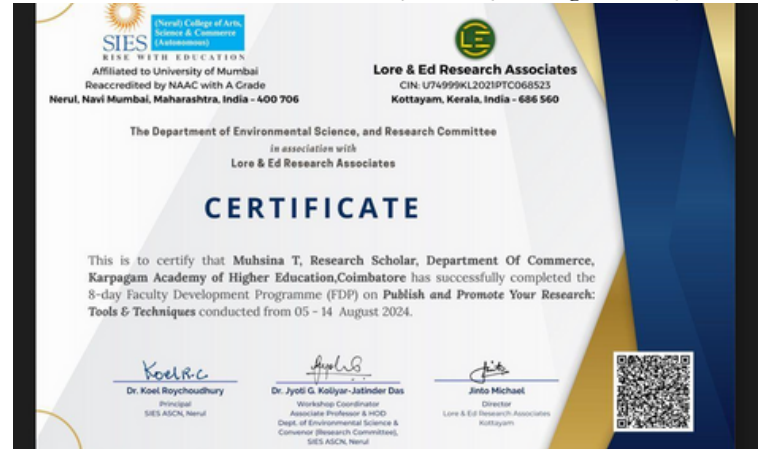 SIES
(Nerul) College of Arts,
Science & Commerce
(Autonomous)
RISE WITH EDUCATION
Affiliated to University of Mumbai
Reaccredited by NAAC with A Grade
Nerul, Navi Mumbai, Maharashtra, India - 400 706
LE
Lore & Ed Research Associates
CIN: U74999KL2021PTC068523
Kottayam, Kerala, India - 686 560
The Department of Environmental Science, and Research Committee
in association with
Lore & Ed Research Associates
CERTIFICATE
This is to certify that Muhsina T, Research Scholar, Department Of Commerce,
Karpagam Academy of Higher Education,Coimbatore has successfully completed the
8-day Faculty Development Programme (FDP) on Publish and Promote Your Research:
Tools & Techniques conducted from 05 - 14 August 2024.
Koel R.C
Dr. Koel Roychoudhury
Principal
SIES ASCN, Nerul
Dr. Jyoti G. Koliyar-Jatinder Das
Workshop Coordinator
Associate Professor & HOD
Dept. of Environmental Science &
Convenor (Research Committee),
SIES ASCN, Nerul
Jinto Michael
Director
Lore & Ed Research Associates
Kottayam